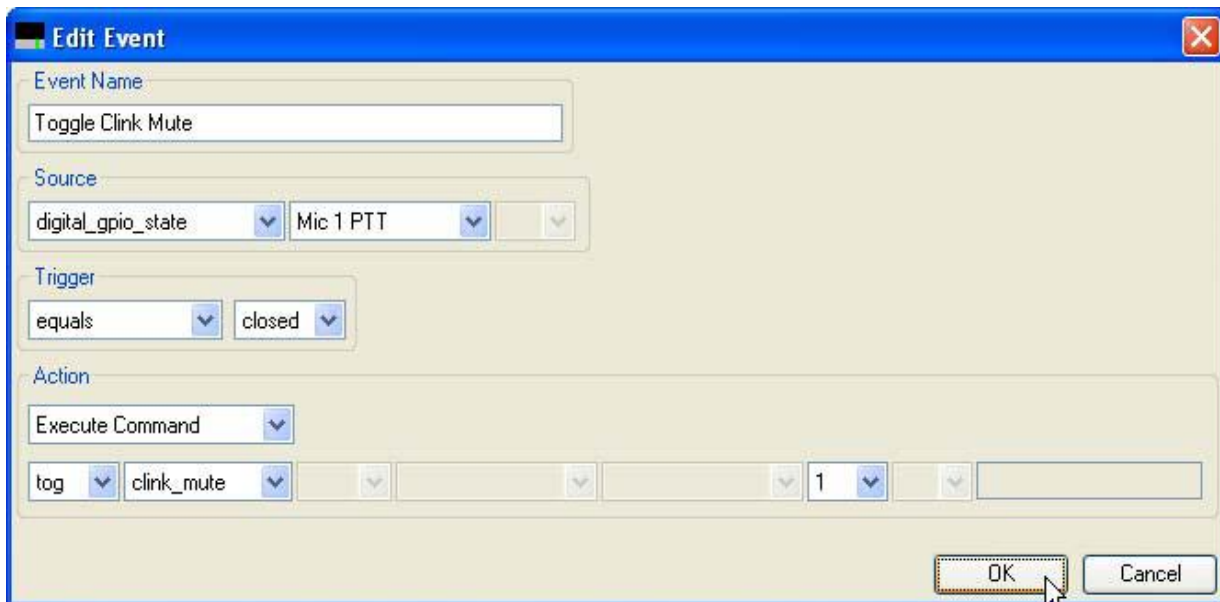 Edit Event
Event Name
Toggle Clink Mute
Source
digital_gpio_state Mic 1 PTT
Trigger
equals closed
Action
Execute Command
tog clink_mute 1
OK Cancel